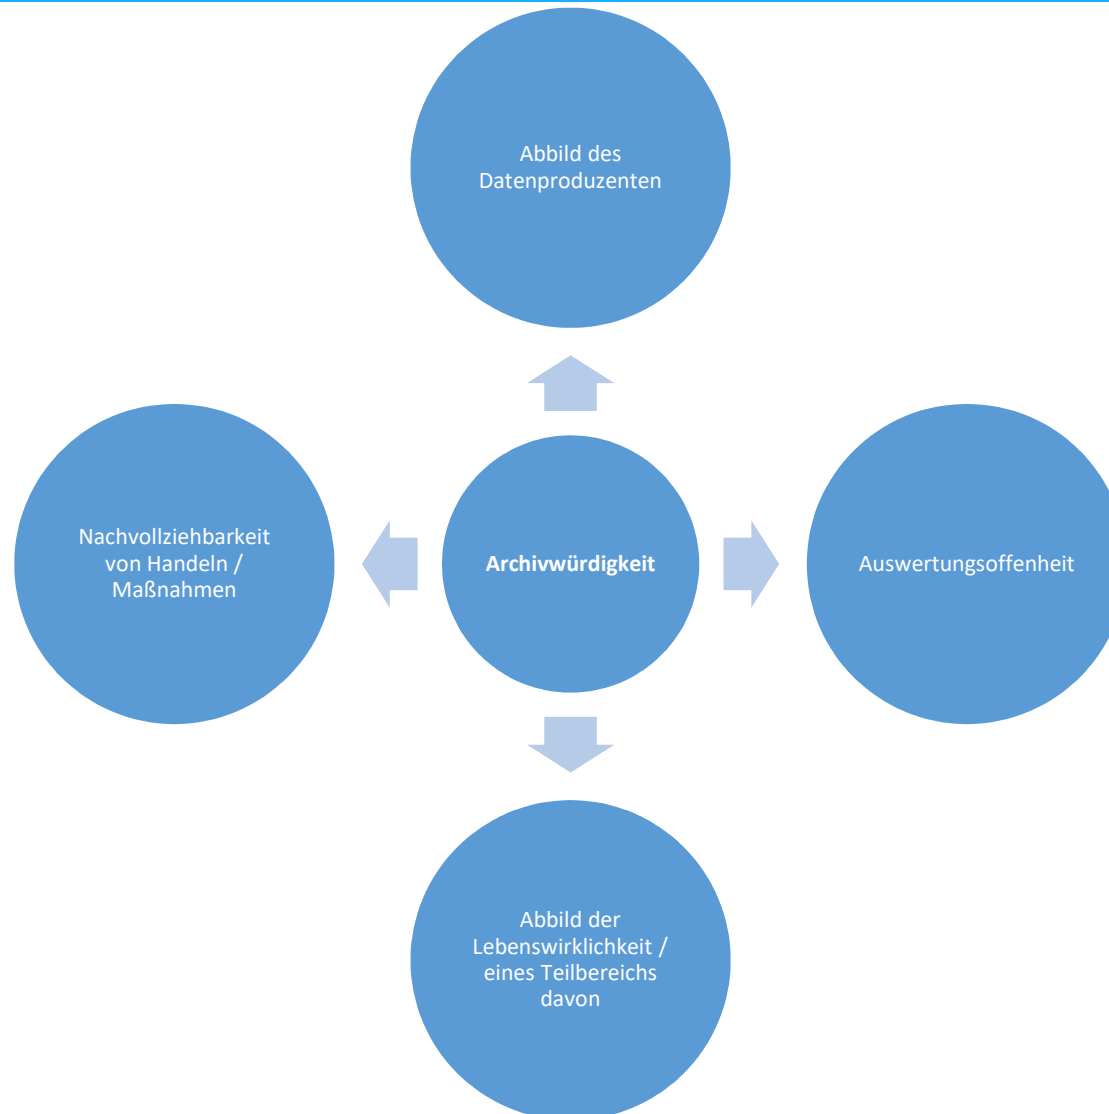 Abbild des
Datenproduzenten
Nachvollziehbarkeit
von Handeln /
Maßnahmen
Archivwürdigkeit
Auswertungsoffenheit
Abbild der
Lebenswirklichkeit /
eines Teilbereichs
davon